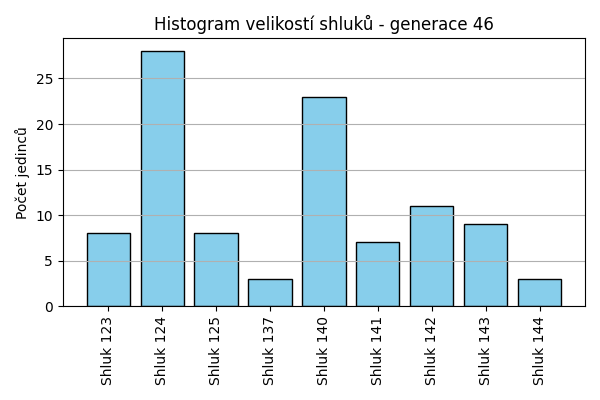 Histogram velikostí shluků - generace 46
Počet jedinců
25
20
15
10
5
0
Shluk 123
Shluk 124
Shluk 125
Shluk 137
Shluk 140
Shluk 141
Shluk 142
Shluk 143
Shluk 144